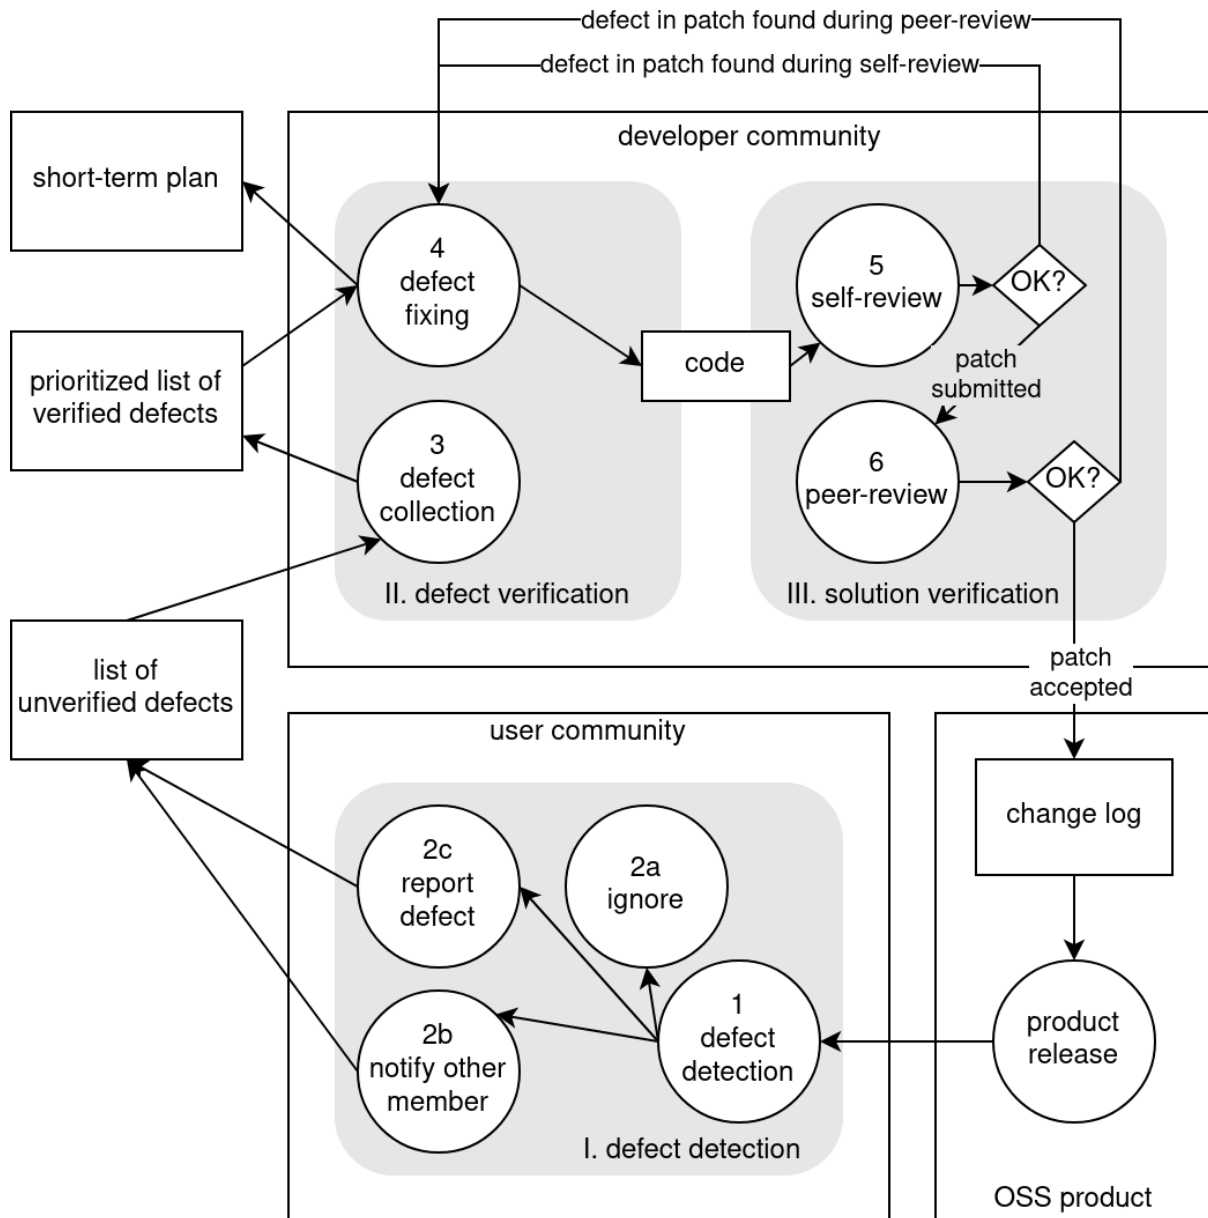 defect in patch found during peer-review
defect in patch found during self-review
developer community
short-term plan
4
defect
fixing
5
self-review
OK?
prioritized list of
verified defects
code
patch
submitted
3
defect
collection
6
peer-review
OK?
II. defect verification
III. solution verification
list of
unverified defects
patch
accepted
user community
change log
2c
report
defect
2a
ignore
1
defect
detection
2b
notify other
member
product
release
I. defect detection
OSS product